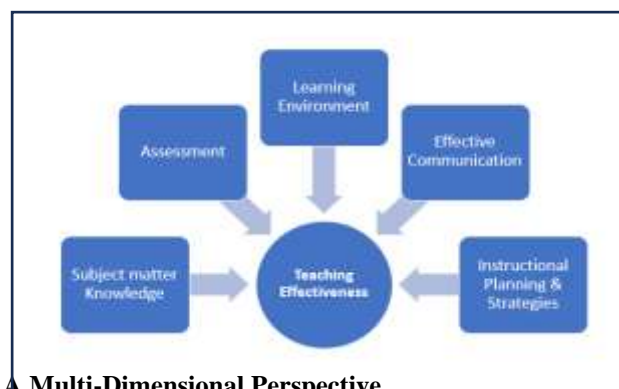 Learning
Environment
Assessment
Effective
Communication
Subject matter
Knowledge
Teaching
Effectiveness
Instructional
Planning &
Strategies
A Multi-Dimensional Perspective